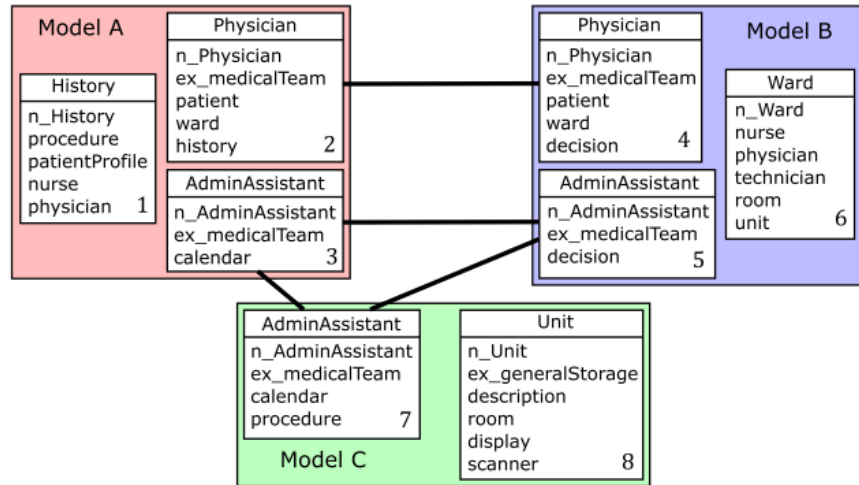 Model A
Physician
n_Physician
ex_medicalTeam
patient
ward
history
2
History
n_History
procedure
patientProfile
nurse
physician
1
AdminAssistant
n_AdminAssistant
ex_medicalTeam
calendar
3
Physician
n_Physician
ex_medicalTeam
patient
ward
decision
4
Model B
Ward
n_Ward
nurse
physician
technician
room
unit
6
AdminAssistant
n_AdminAssistant
ex_medicalTeam
decision
5
AdminAssistant
n_AdminAssistant
ex_medicalTeam
calendar
procedure
7
Unit
n_Unit
ex_generalStorage
description
room
display
scanner
8
Model C